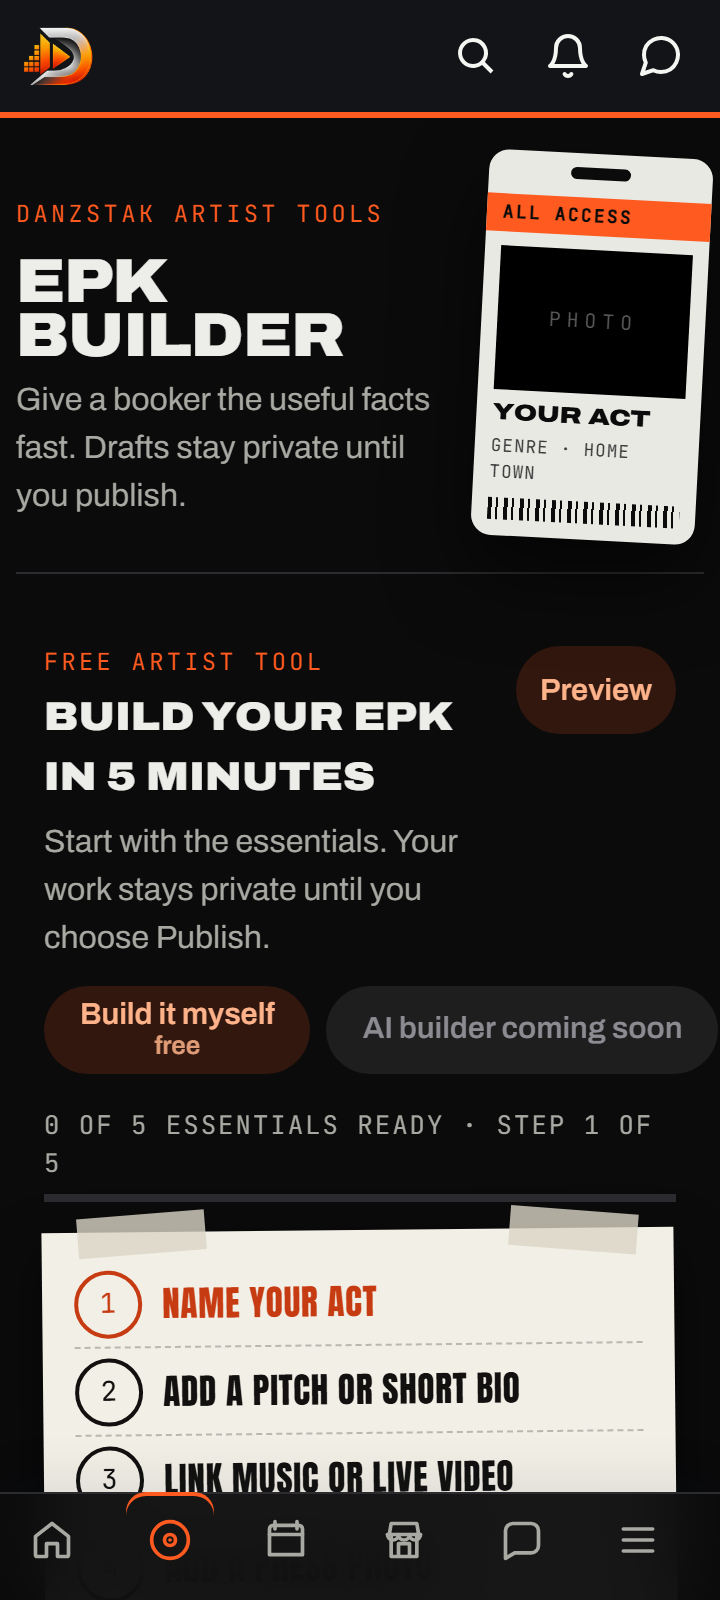 DANZSTAK ARTIST TOOLS
EPK
BUILDER
Give a booker the useful facts
fast. Drafts stay private until
you publish.
ALL ACCESS
PHOTO
YOUR ACT
GENRE · HOME
TOWN
FREE ARTIST TOOL
BUILD YOUR EPK
IN 5 MINUTES
Preview
Start with the essentials. Your
work stays private until you
choose Publish.
Build it myself
free
AI builder coming soon
0 OF 5 ESSENTIALS READY · STEP 1 OF
5
1 NAME YOUR ACT
2 ADD A PITCH OR SHORT BIO
3 LINK MUSIC OR LIVE VIDEO
ADD A PRESS PHOTO